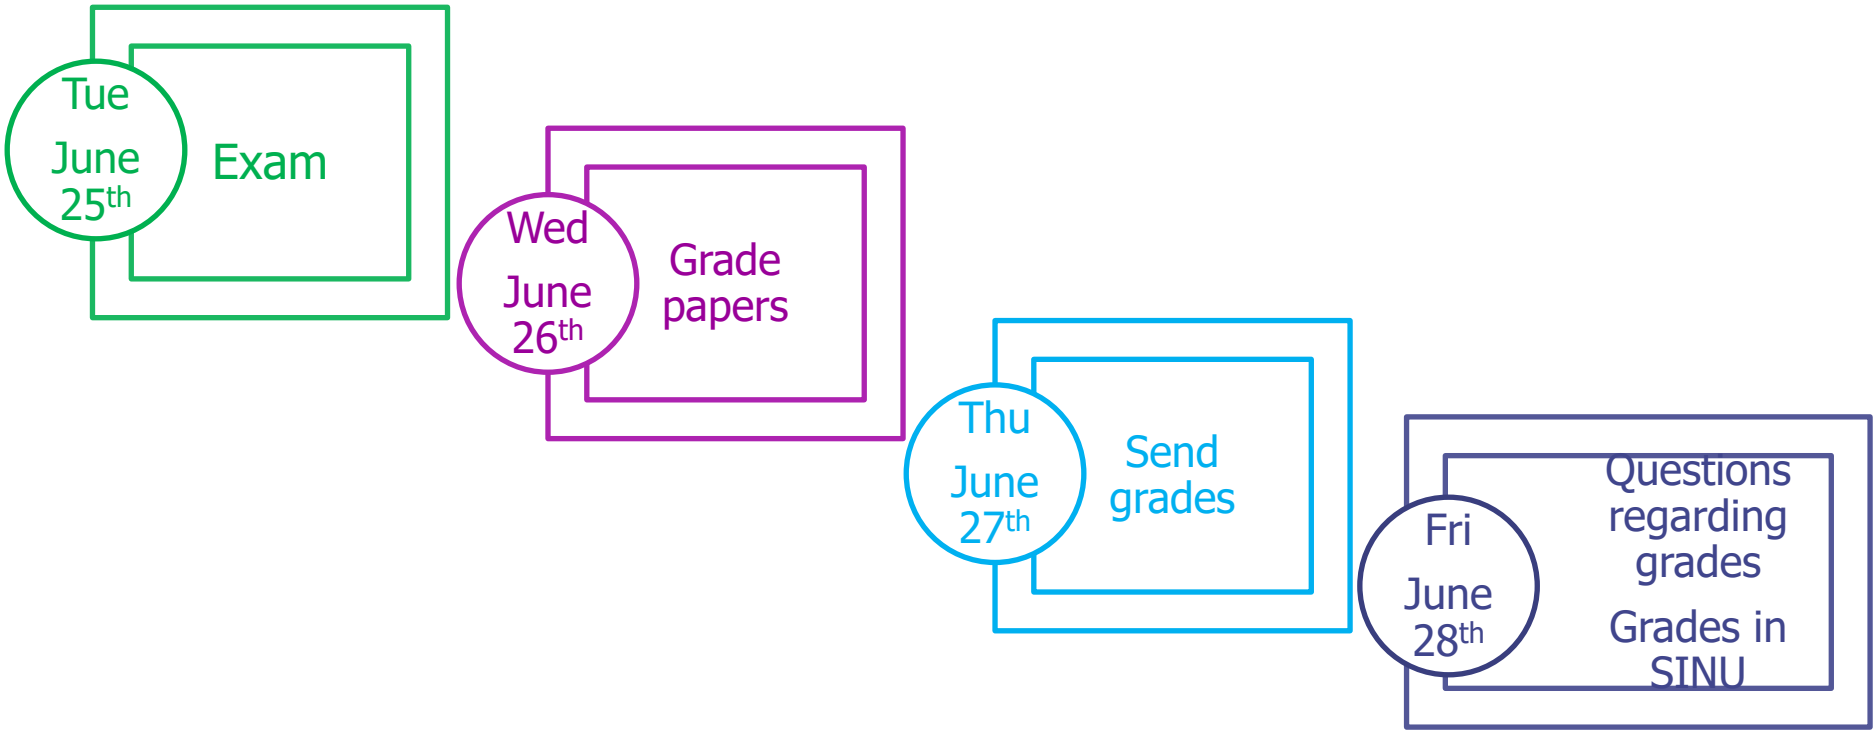 Tue
June
25th
Exam
Wed
June
26th
Grade
papers
Thu
June
27th
Send
grades
Fri
June
28th
Questions
regarding
grades
Grades in
SINU